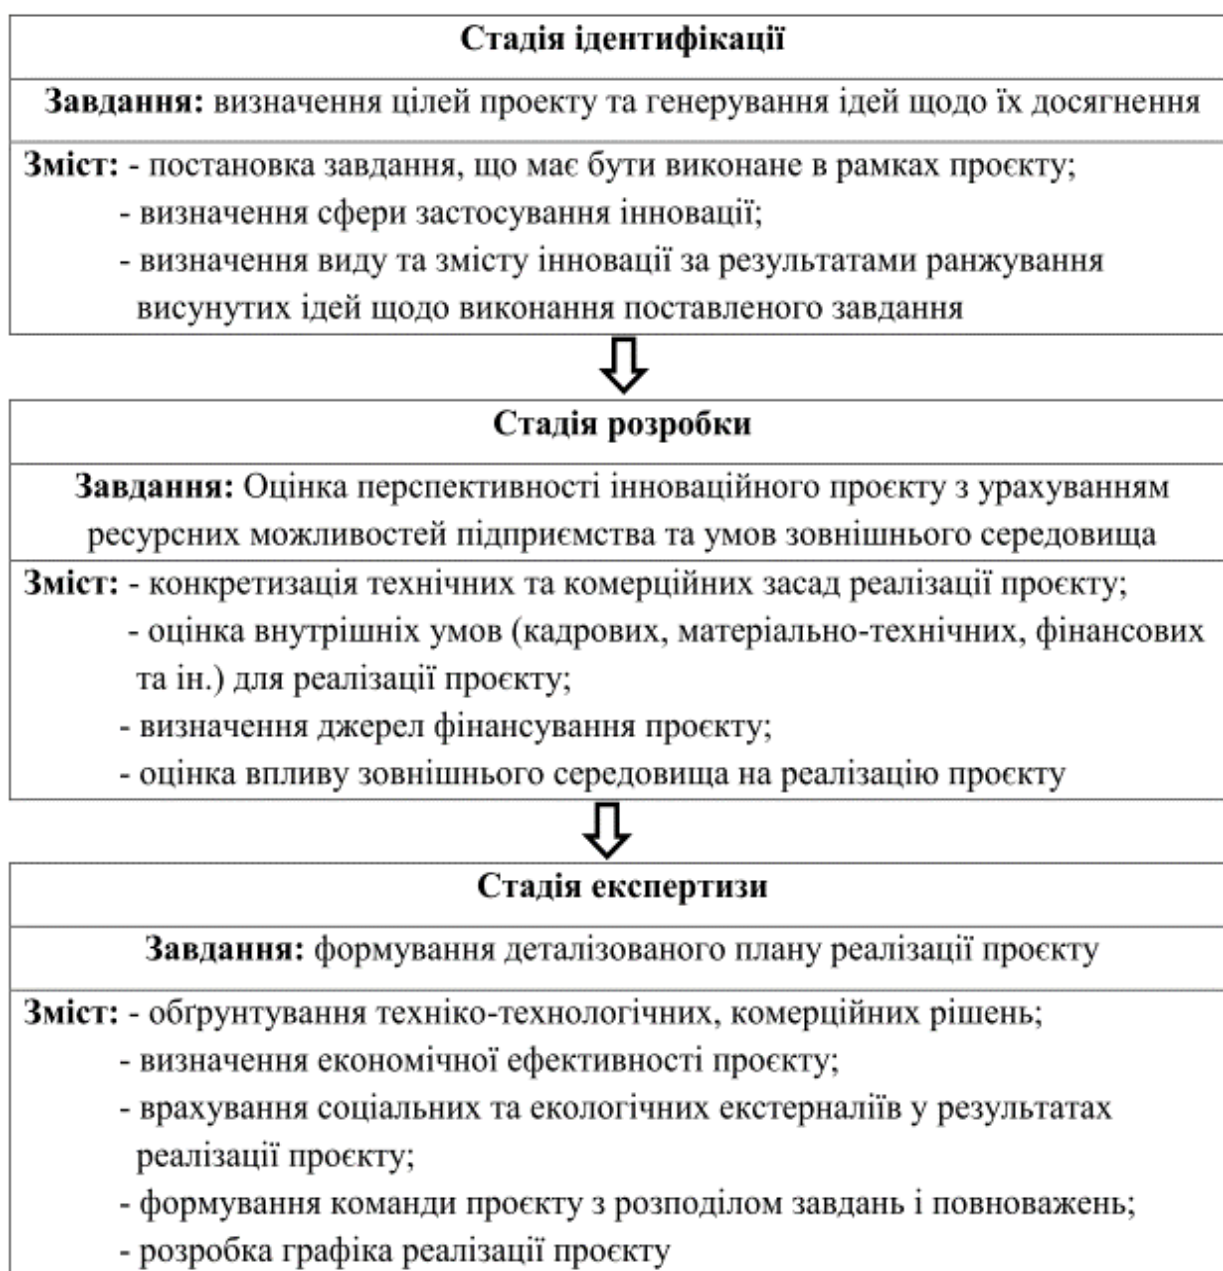 Стадія ідентифікації
Завдання: визначення цілей проекту та генерування ідей щодо їх досягнення
Зміст: - постановка завдання, що має бути виконане в рамках проєкту;
- визначення сфери застосування інновації;
- визначення виду та змісту інновації за результатами ранжування
висунутих ідей щодо виконання поставленого завдання
Стадія розробки
Завдання: Оцінка перспективності інноваційного проєкту з урахуванням
ресурсних можливостей підприємства та умов зовнішнього середовища
Зміст: - конкретизація технічних та комерційних засад реалізації проєкту;
- оцінка внутрішніх умов (кадрових, матеріально-технічних, фінансових
та ін.) для реалізації проєкту;
- визначення джерел фінансування проєкту;
- оцінка впливу зовнішнього середовища на реалізацію проєкту
Стадія експертизи
Завдання: формування деталізованого плану реалізації проєкту
Зміст: - обґрунтування техніко-технологічних, комерційних рішень;
- визначення економічної ефективності проєкту;
- врахування соціальних та екологічних екстерналіїв у результатах
реалізації проєкту;
- формування команди проєкту з розподілом завдань і повноважень;
- розробка графіка реалізації проєкту